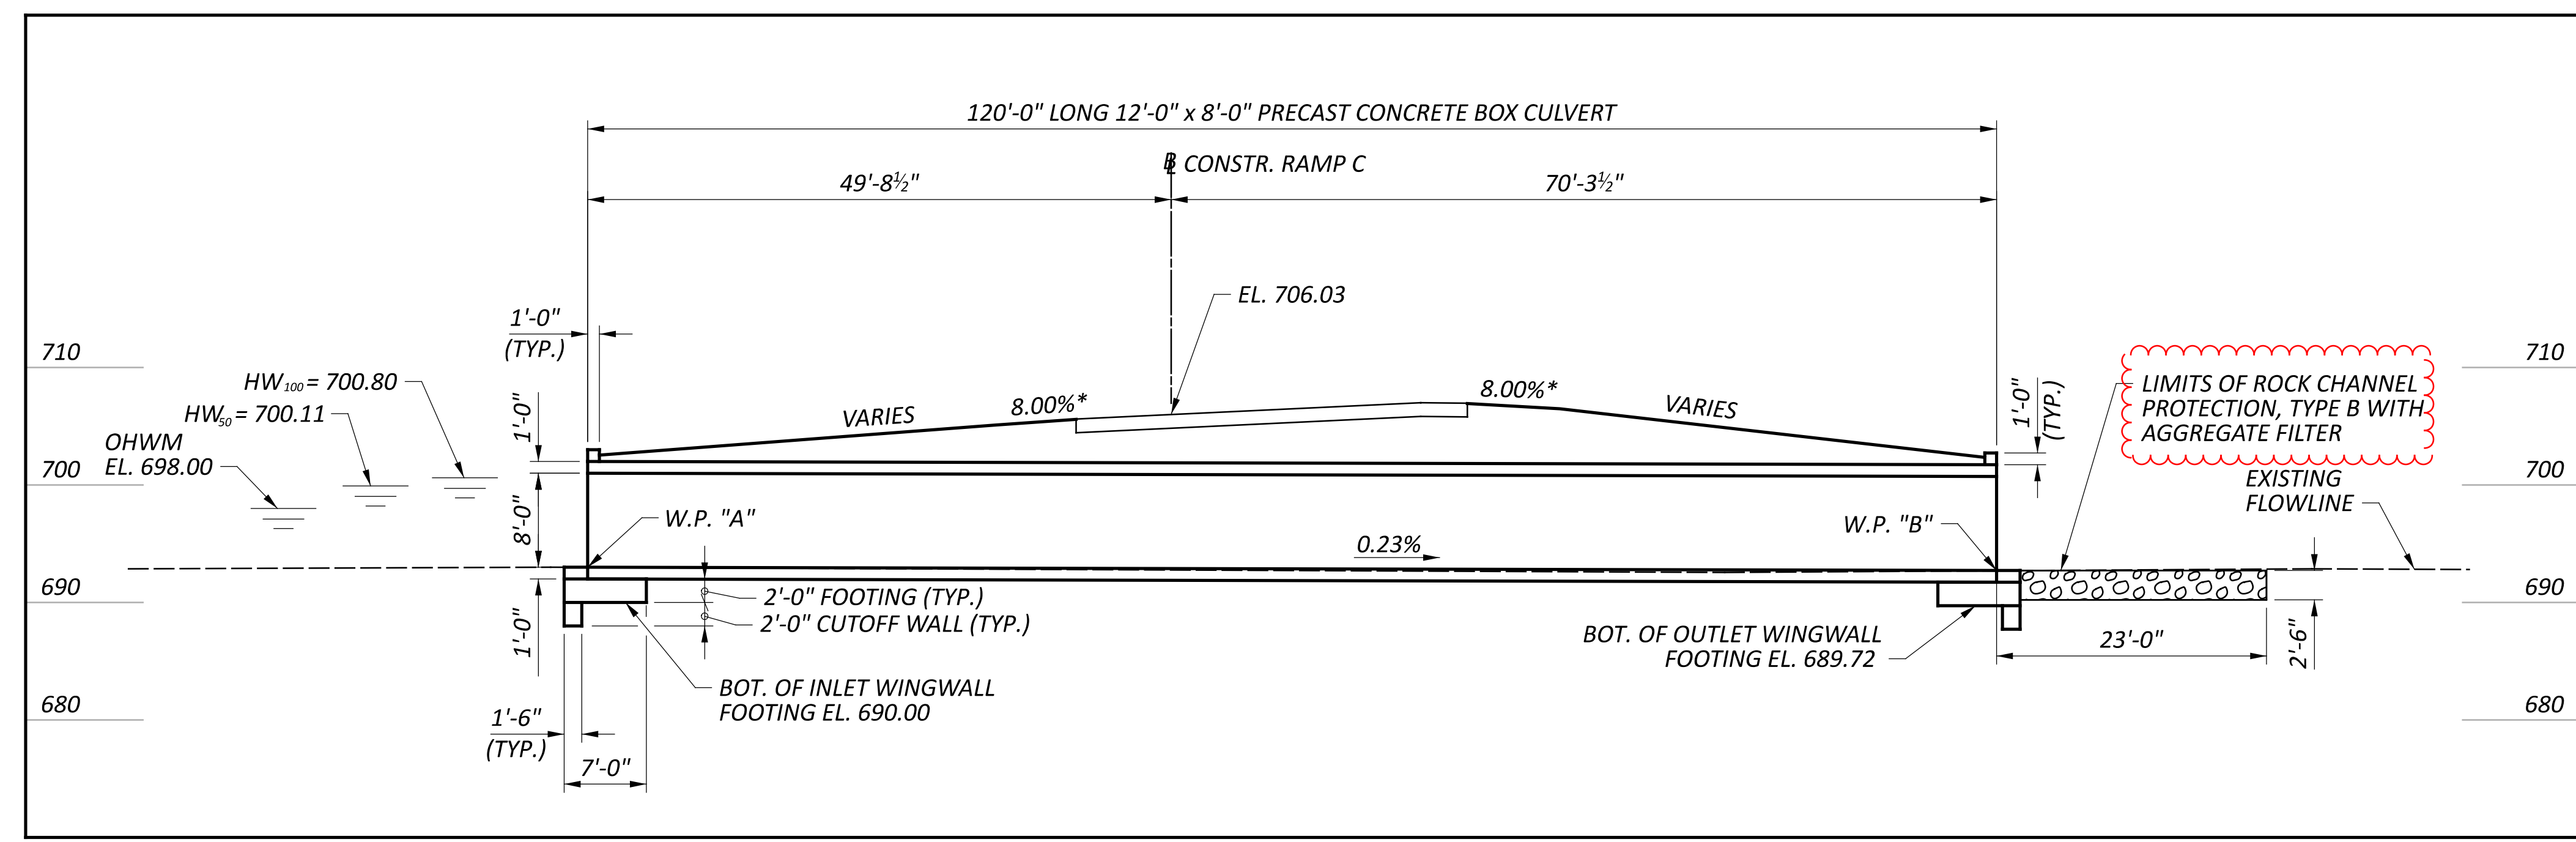 120'-0" LONG 12'-0" x 8'-0" PRECAST CONCRETE BOX CULVERT
BL CONSTR. RAMP C
49'-8½"
70'-3½"
EL. 706.03
1'-0"
(TYP.)
710
710
HW100 = 700.80
HW50 = 700.11
OHWM
EL. 698.00
700
700
1'-0"
8'-0"
1'-0"
VARIES
8.00%*
8.00%*
VARIES
1'-0"
(TYP.)
LIMITS OF ROCK CHANNEL
PROTECTION, TYPE B WITH
AGGREGATE FILTER
EXISTING
FLOWLINE
W.P. "A"
W.P. "B"
0.23%
690
690
2'-0" FOOTING (TYP.)
2'-0" CUTOFF WALL (TYP.)
BOT. OF OUTLET WINGWALL
FOOTING EL. 689.72
23'-0"
2'-6"
BOT. OF INLET WINGWALL
FOOTING EL. 690.00
680
680
1'-6"
(TYP.)
7'-0"